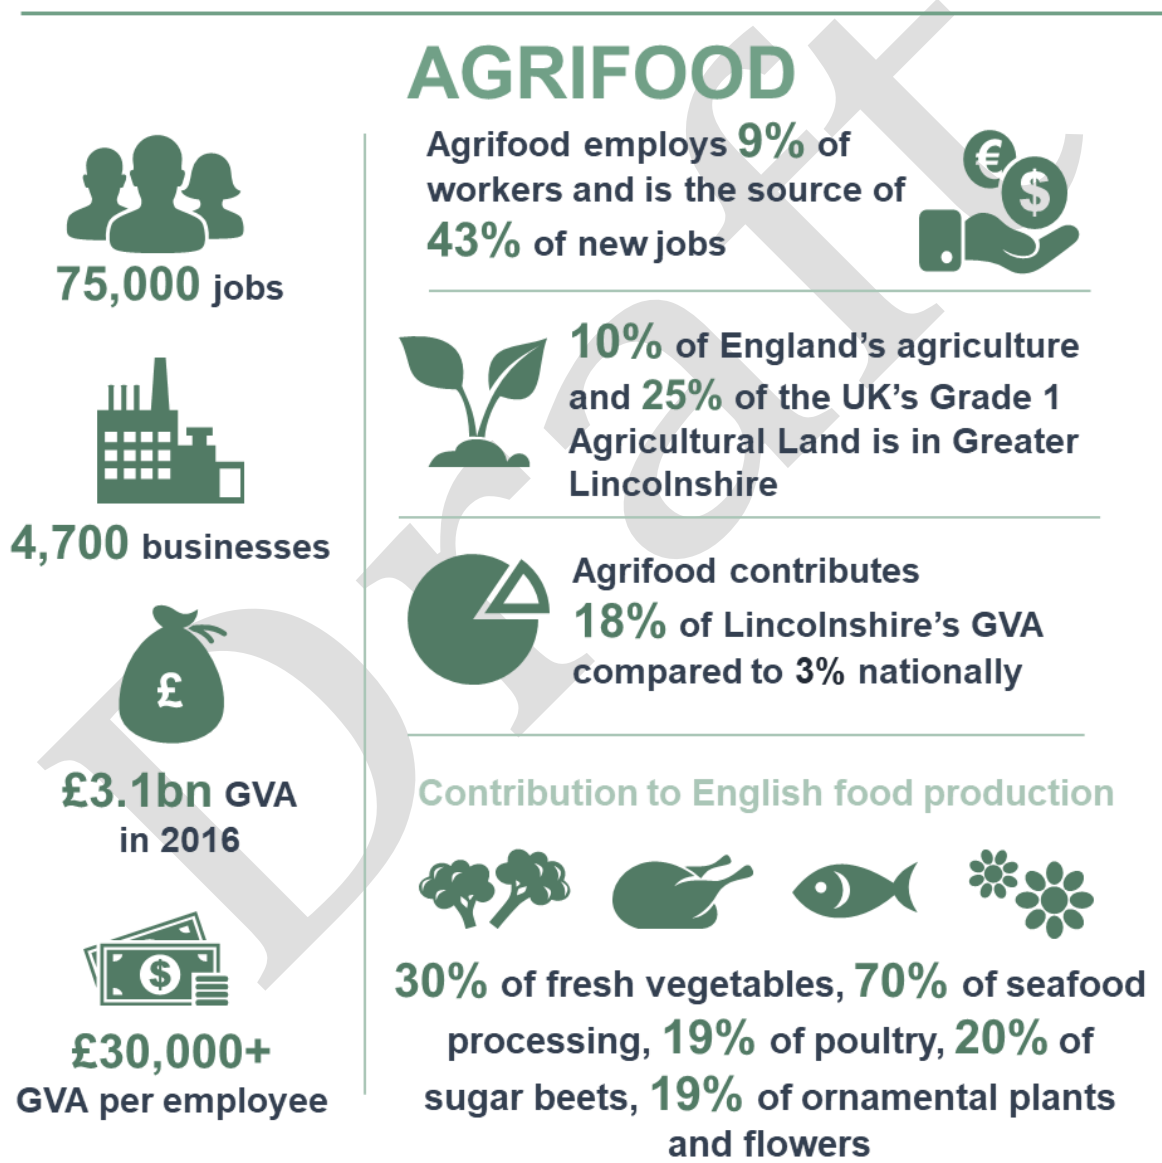 AGRIFOOD
75,000 jobs
4,700 businesses
£
£3.1bn GVA
in 2016
$
£30,000+
GVA per employee
Agrifood employs 9% of
workers and is the source of
43% of new jobs
€
$
10% of England’s agriculture
and 25% of the UK’s Grade 1
Agricultural Land is in Greater
Lincolnshire
Agrifood contributes
18% of Lincolnshire’s GVA
compared to 3% nationally
Contribution to English food production
30% of fresh vegetables, 70% of seafood
processing, 19% of poultry, 20% of
sugar beets, 19% of ornamental plants
and flowers
Draft